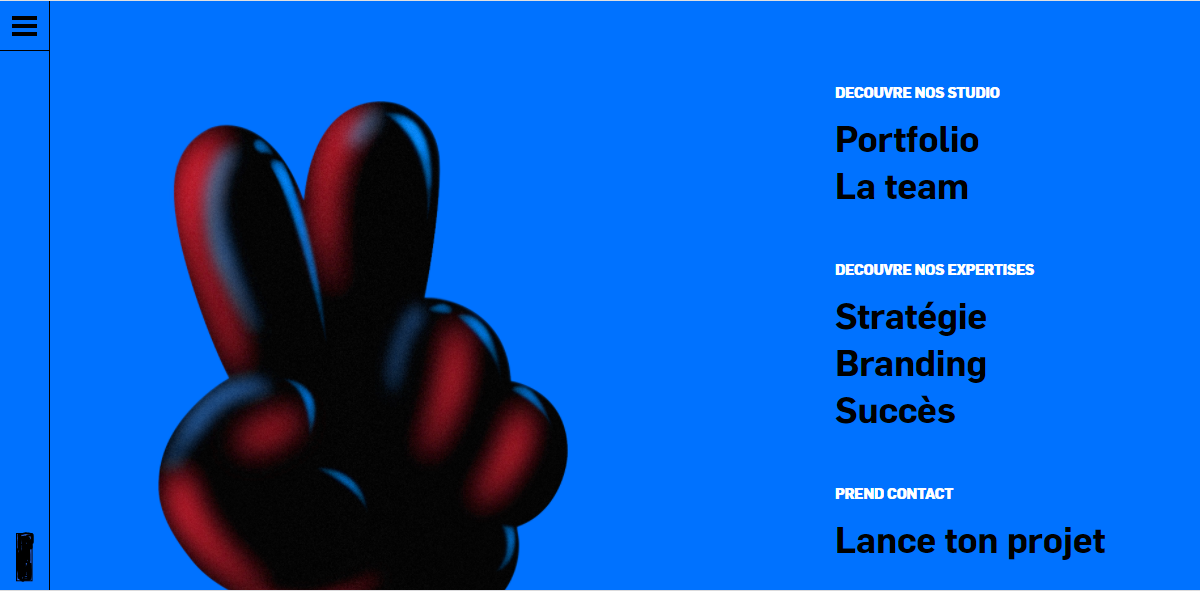 DECOUVRE NOS STUDIO
Portfolio
La team
DECOUVRE NOS EXPERTISES
Stratégie
Branding
Succès
PREND CONTACT
Lance ton projet